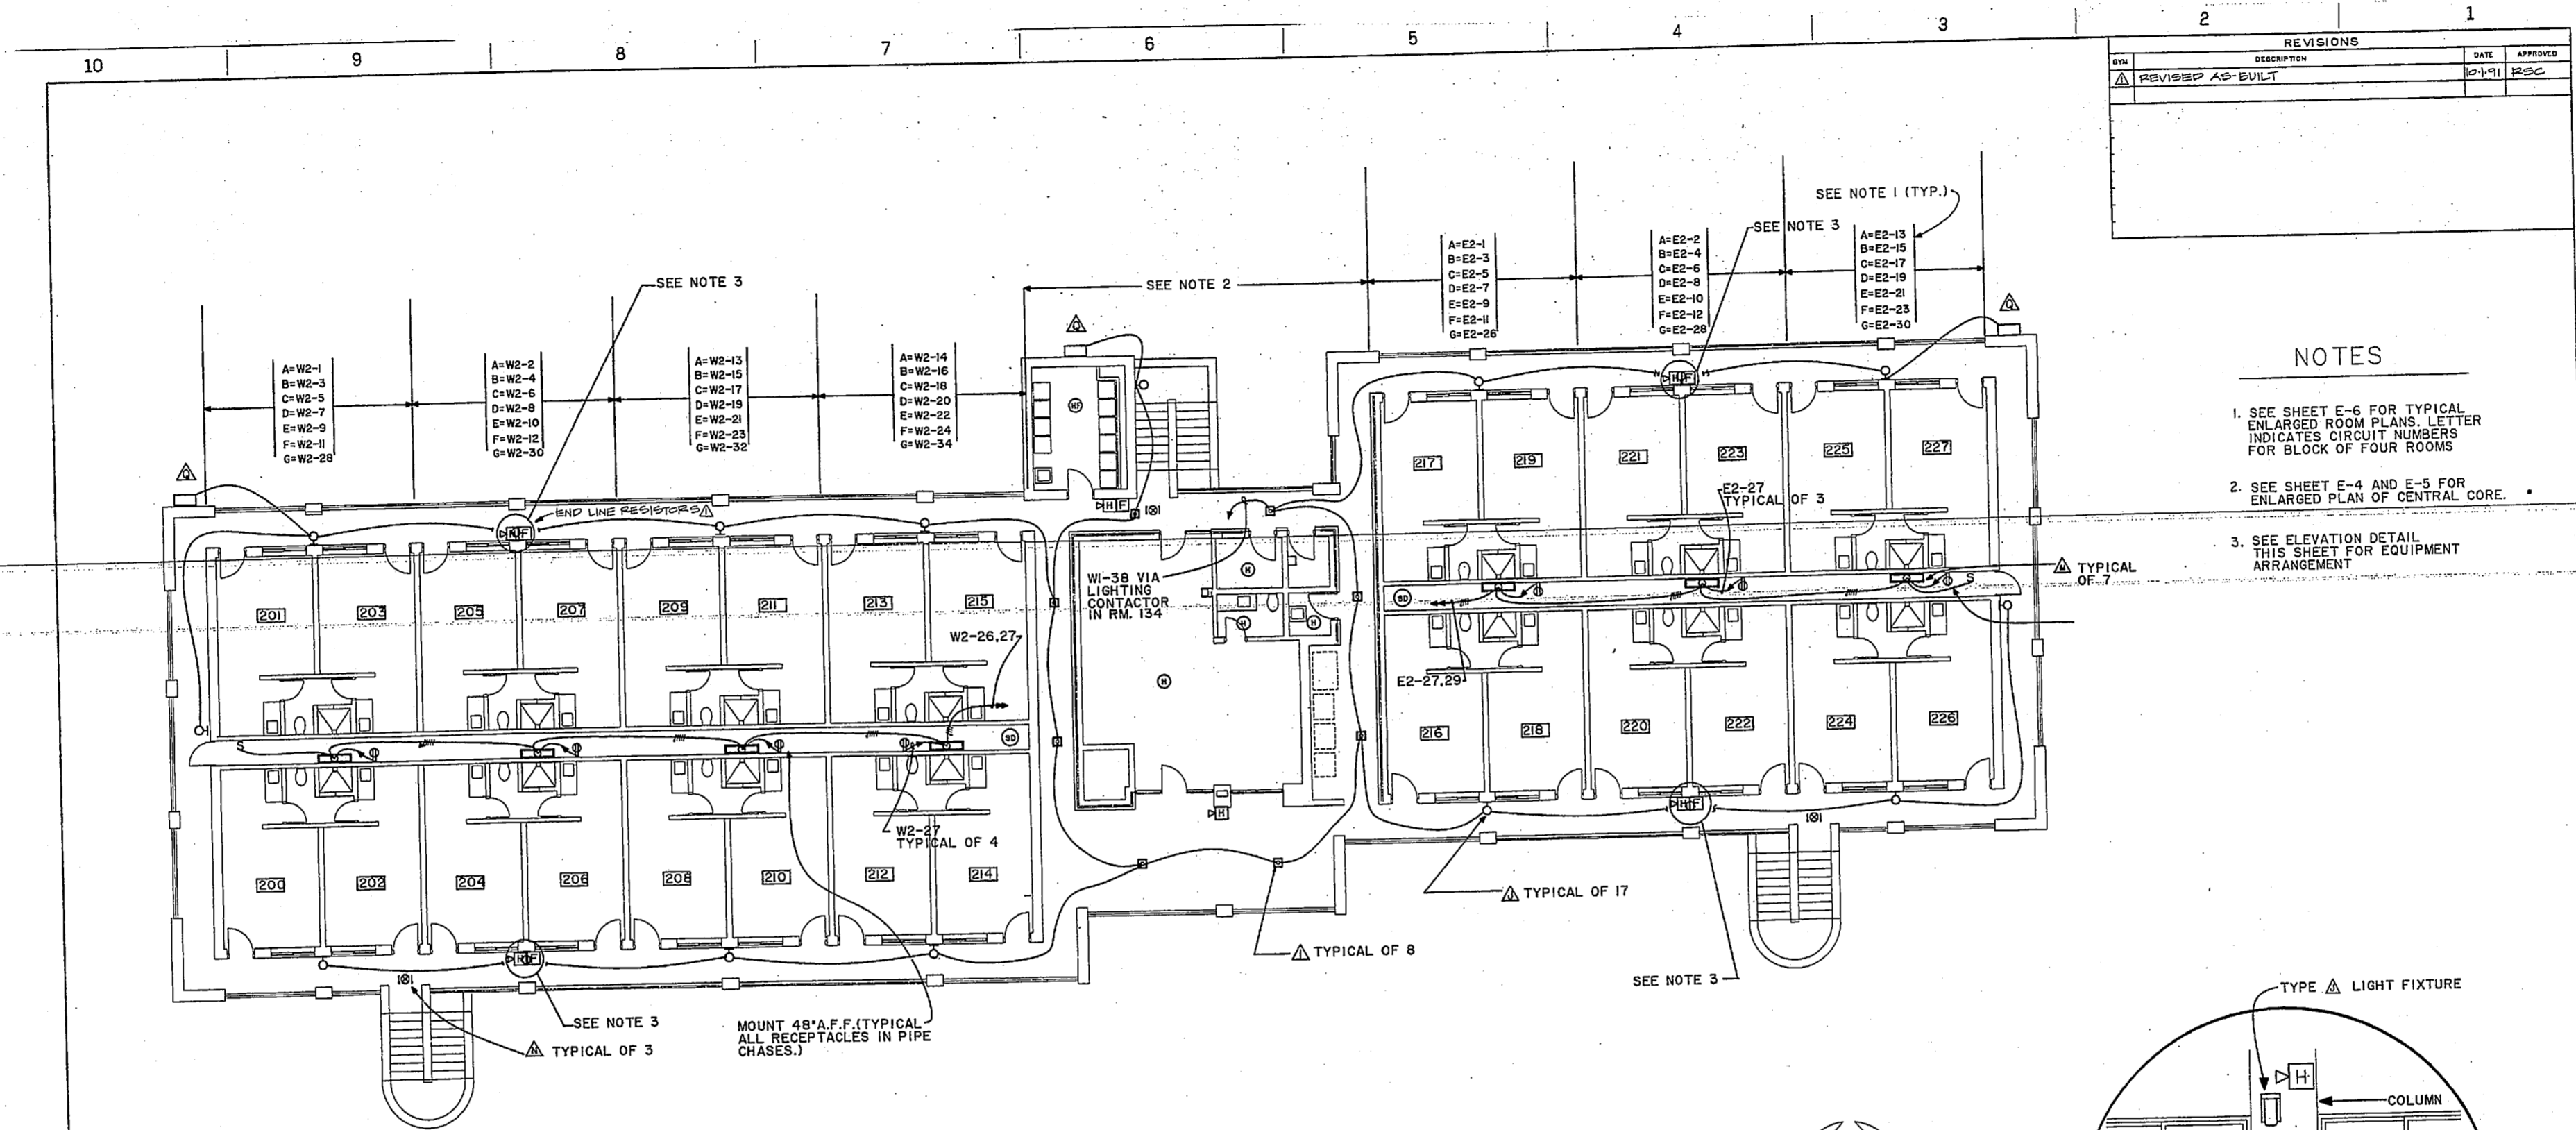 10 9 8 7 6 5 4 3 2 1
REVISIONS
SYM DESCRIPTION DATE APPROVED
1 REVISED AS-BUILT 10-1-91 RSC
SEE NOTE 1 (TYP.)
SEE NOTE 3
SEE NOTE 3
SEE NOTE 2
A=W2-1
B=W2-3
C=W2-5
D=W2-7
E=W2-9
F=W2-11
G=W2-28
A=W2-2
B=W2-4
C=W2-6
D=W2-8
E=W2-10
F=W2-12
G=W2-30
A=W2-13
B=W2-15
C=W2-17
D=W2-19
E=W2-21
F=W2-23
G=W2-32
A=W2-14
B=W2-16
C=W2-18
D=W2-20
E=W2-22
F=W2-24
G=W2-34
A=E2-1
B=E2-3
C=E2-5
D=E2-7
E=E2-9
F=E2-11
G=E2-26
A=E2-2
B=E2-4
C=E2-6
D=E2-8
E=E2-10
F=E2-12
G=E2-28
A=E2-13
B=E2-15
C=E2-17
D=E2-19
E=E2-21
F=E2-23
G=E2-30
Q
Q
Q
NOTES
1. SEE SHEET E-6 FOR TYPICAL
ENLARGED ROOM PLANS. LETTER
INDICATES CIRCUIT NUMBERS
FOR BLOCK OF FOUR ROOMS
2. SEE SHEET E-4 AND E-5 FOR
ENLARGED PLAN OF CENTRAL CORE.
3. SEE ELEVATION DETAIL
THIS SHEET FOR EQUIPMENT
ARRANGEMENT
END LINE RESISTORS 1
HF
H F
H F
H F
217 219 221 223 225 227
E2-27
TYPICAL OF 3
TYPICAL
OF 7
S
SD
201 203 205 207 209 211 213 215
W1-38 VIA
LIGHTING
CONTACTOR
IN RM. 134
H
H
H
H
W2-26,27
E2-27,29
216 218 220 222 224 226
S
SD
H
H F
W2-27
TYPICAL OF 4
200 202 204 206 208 210 212 214
J TYPICAL OF 17
I TYPICAL OF 8
H F
SEE NOTE 3
SEE NOTE 3
N TYPICAL OF 3
MOUNT 48" A.F.F.(TYPICAL
ALL RECEPTACLES IN PIPE
CHASES.)
TYPE J LIGHT FIXTURE
H
COLUMN